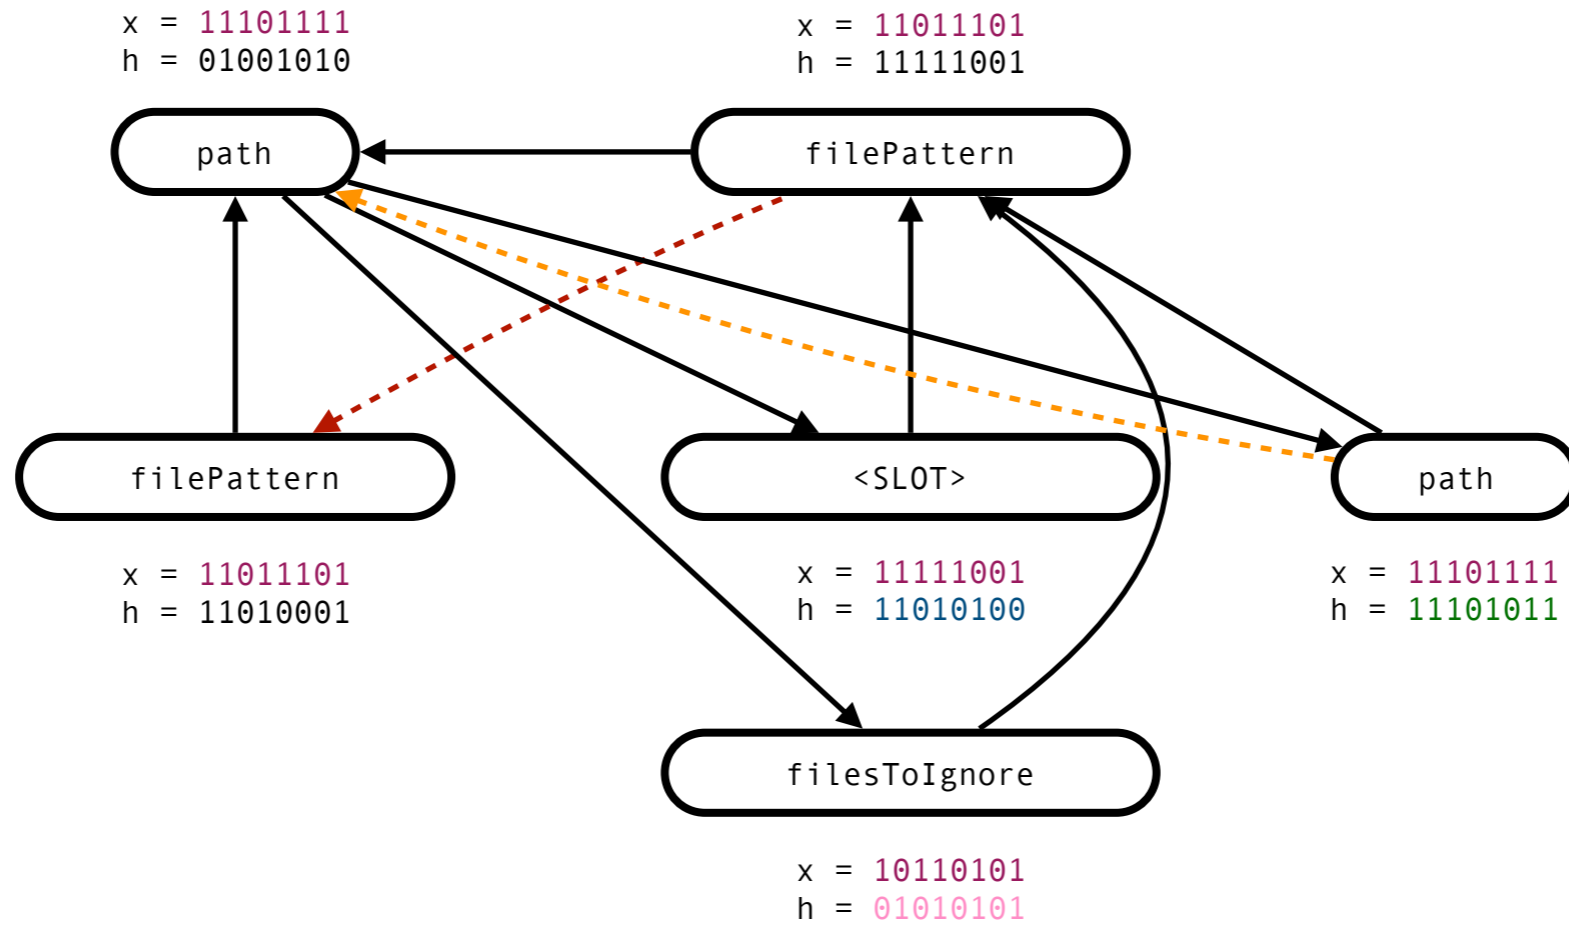 x = 11101111
h = 01001010
x = 11011101
h = 11111001
path
filePattern
filePattern
<SLOT>
path
x = 11011101
h = 11010001
x = 11111001
h = 11010100
x = 11101111
h = 11101011
filesToIgnore
x = 10110101
h = 01010101